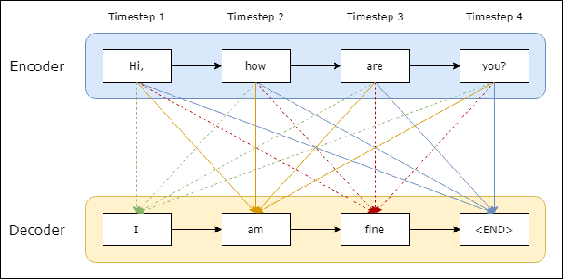 Timestep 1 Timestep 2 Timestep 3 Timestep 4
Encoder Hi, how are you?
Decoder I am fine <END>